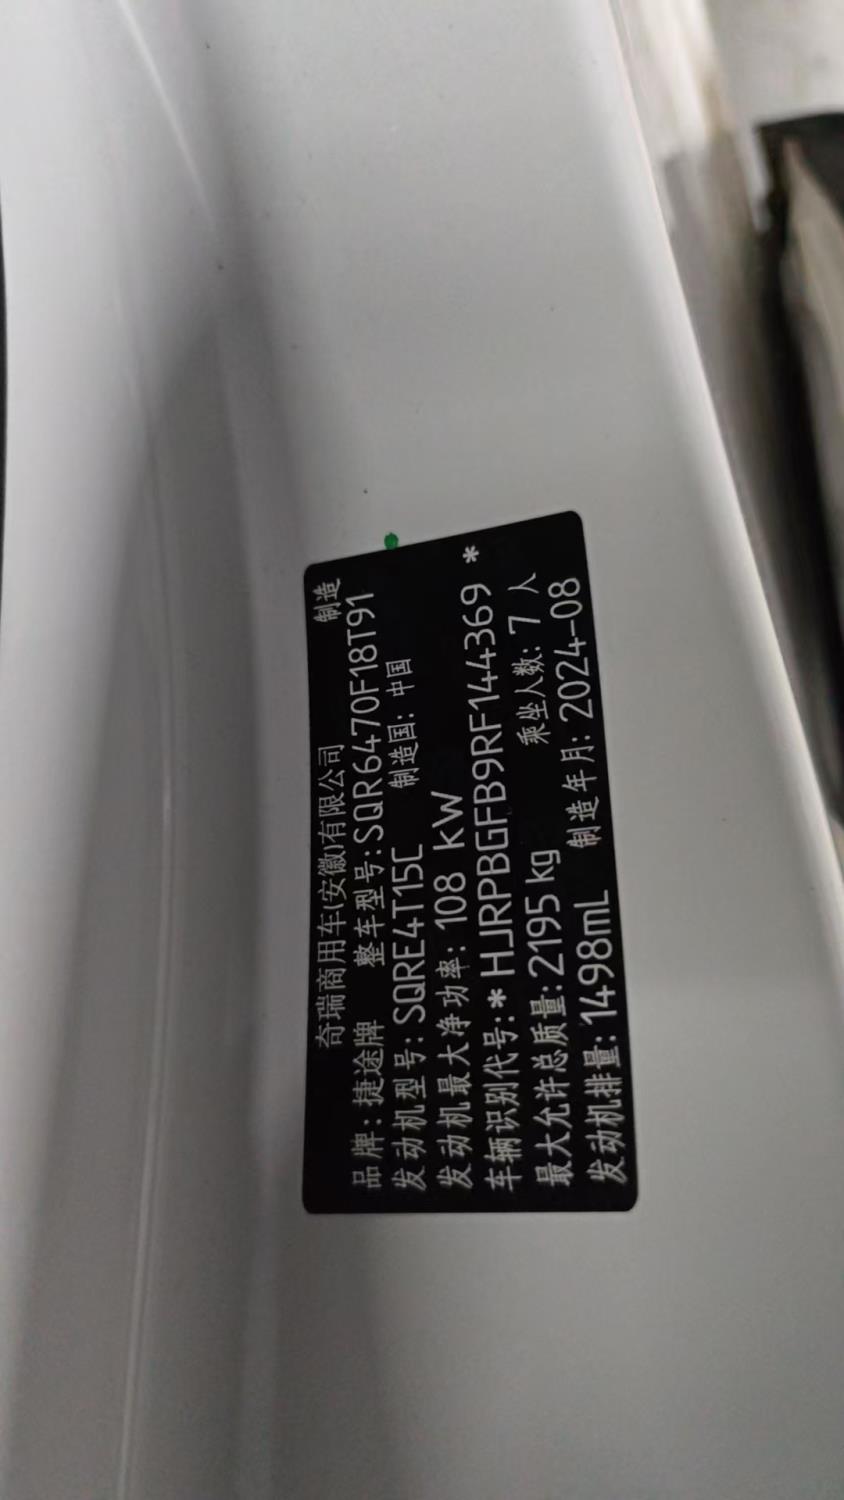 奇瑞商用车(安徽)有限公司 制造
品牌:捷途牌 整车型号:SQR6470F18T91
发动机型号:SQRE4T15C 制造国:中国
发动机最大净功率:108 kW
车辆识别代号:*HJRPBGFB9RF144369*
最大允许总质量:2195 kg 乘坐人数:7人
发动机排量:1498mL 制造年月:2024-08